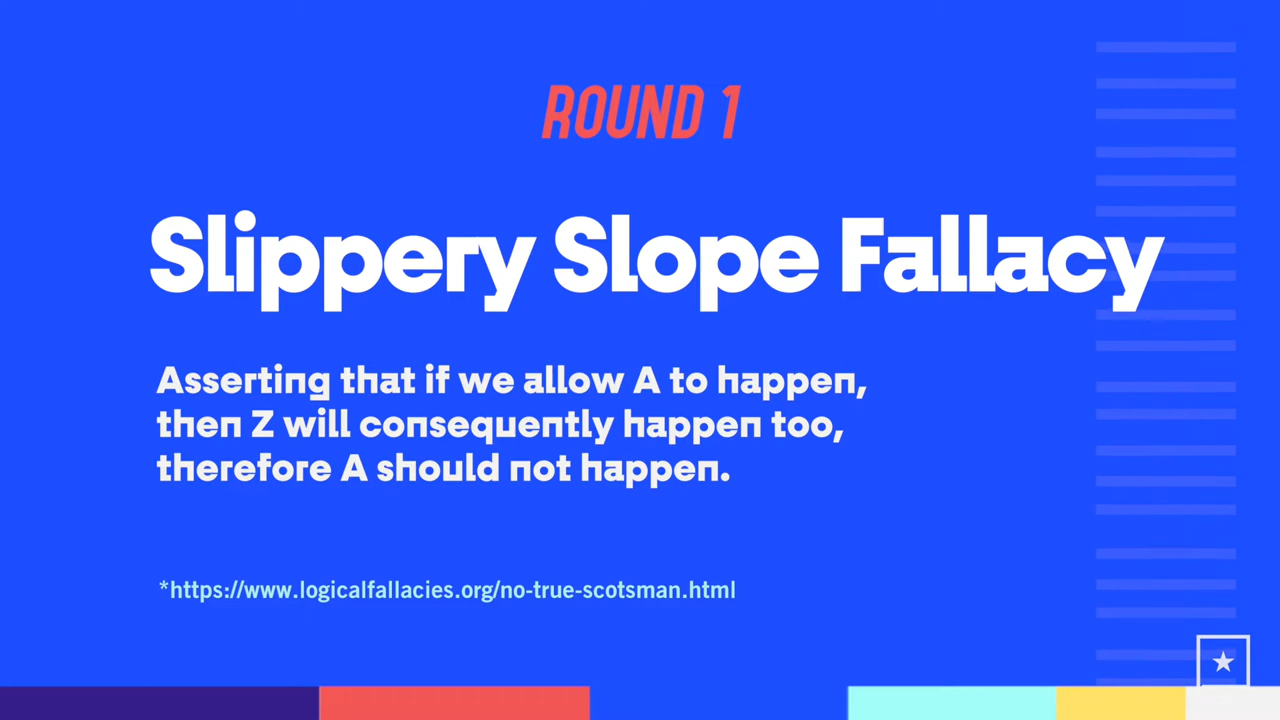 ROUND 1
Slippery Slope Fallacy
Asserting that if we allow A to happen,
then Z will consequently happen too,
therefore A should not happen.
*https://www.logicalfallacies.org/no-true-scotsman.html